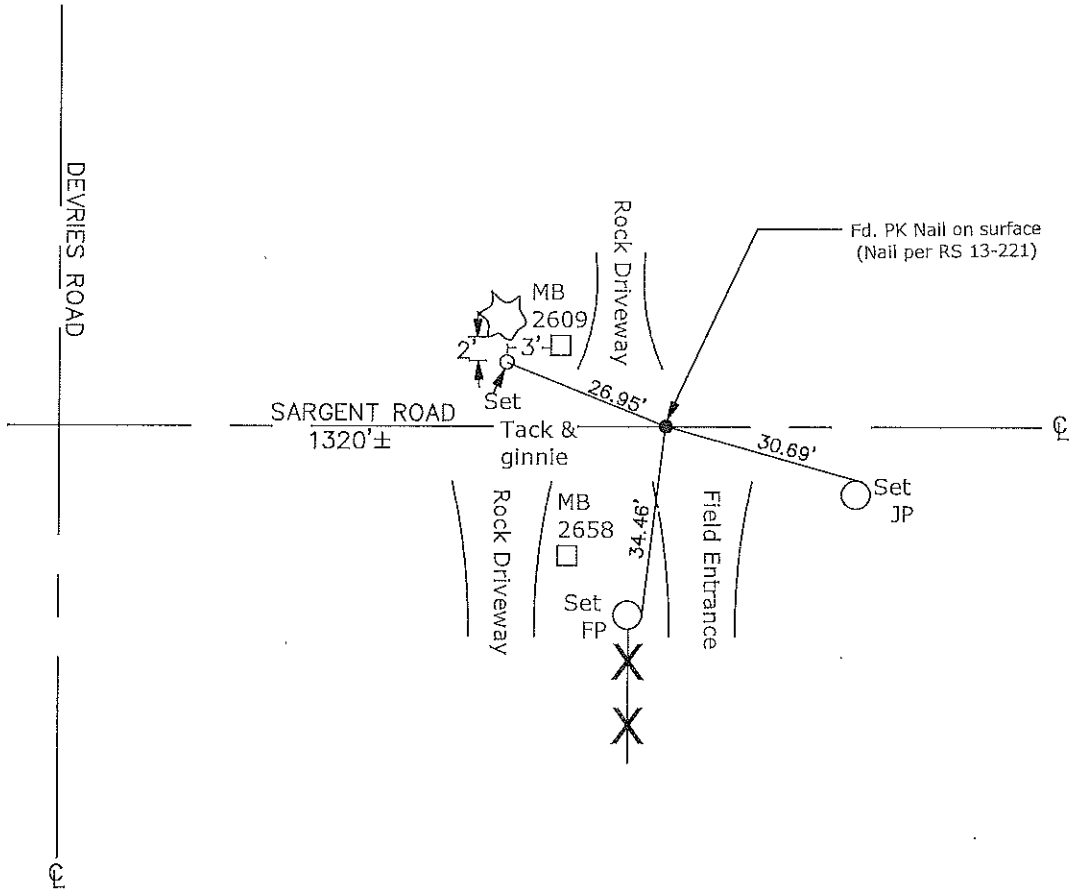 DEVRIES ROAD
Rock Driveway
Fd. PK Nail on surface
(Nail per RS 13-221)
MB
2609
2'
3'
Set
26.95'
SARGENT ROAD
1320'±
Tack &
ginnie
℄
30.69'
Set
JP
Rock Driveway
MB
2658
34.46'
Field Entrance
Set
FP
X
X
℄